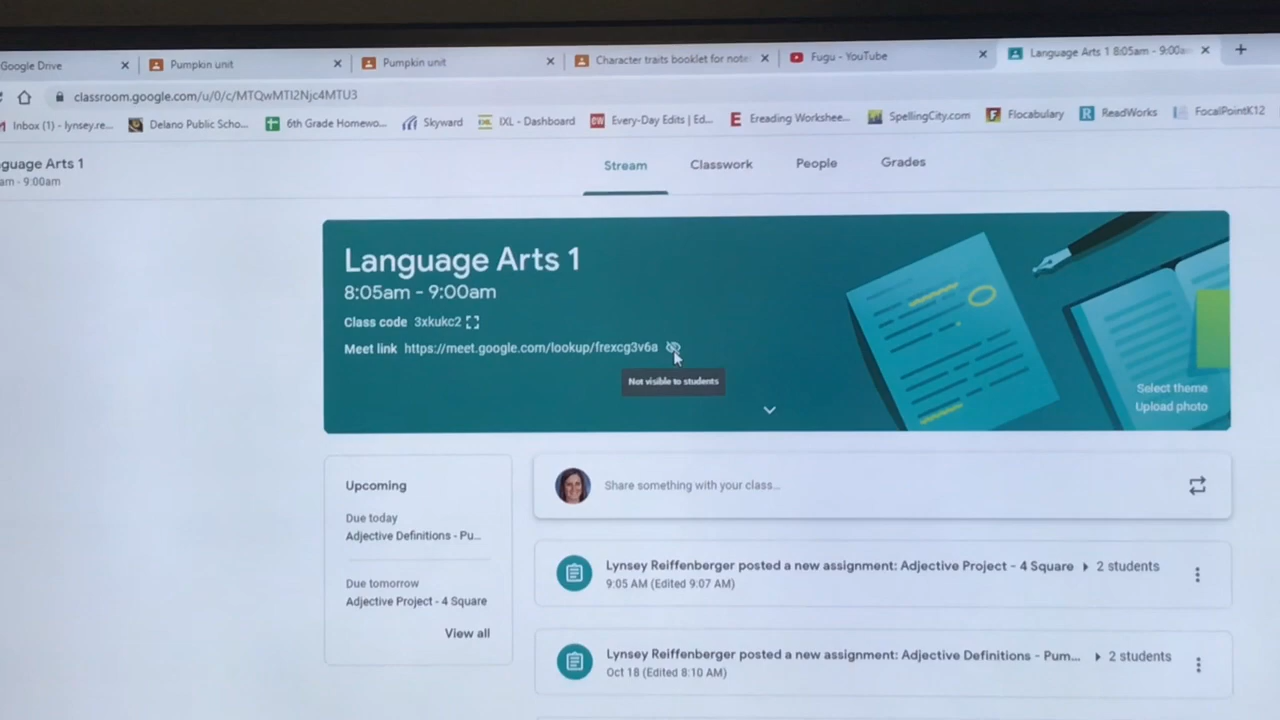 Google Drive
Pumpkin unit
Pumpkin unit
Character traits booklet for note
Fugu - YouTube
Language Arts 1 8:05am - 9:00a
classroom.google.com/u/0/c/MTQwMTI2Njc4MTU3
Inbox (1) - lynsey.re...
Delano Public Scho...
6th Grade Homewo...
Skyward
IXL - Dashboard
Every-Day Edits | Ed...
Ereading Workshee...
SpellingCity.com
Flocabulary
ReadWorks
FocalPointK12
guage Arts 1
am - 9:00am
Stream
Classwork
People
Grades
Language Arts 1
8:05am - 9:00am
Class code 3xkukc2
Meet link https://meet.google.com/lookup/frexcg3v6a
Not visible to students
Select theme
Upload photo
Upcoming
Due today
Adjective Definitions - Pu...
Due tomorrow
Adjective Project - 4 Square
View all
Share something with your class...
Lynsey Reiffenberger posted a new assignment: Adjective Project - 4 Square 2 students
9:05 AM (Edited 9:07 AM)
Lynsey Reiffenberger posted a new assignment: Adjective Definitions - Pum... 2 students
Oct 18 (Edited 8:10 AM)